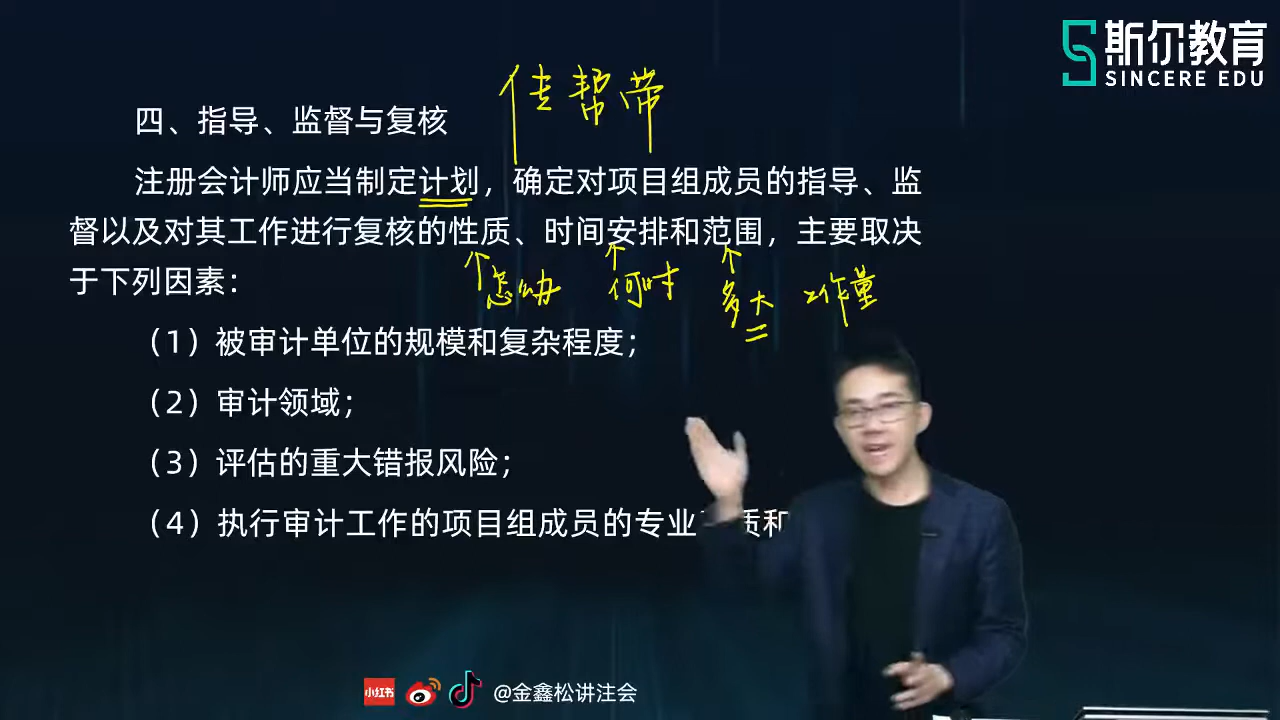 斯尔教育
SINCERE EDU
传帮带
四、指导、监督与复核
注册会计师应当制定计划，确定对项目组成员的指导、监
督以及对其工作进行复核的性质、时间安排和范围，主要取决
于下列因素：
怎么办 何时 多大 工作量
（1）被审计单位的规模和复杂程度；
（2）审计领域；
（3）评估的重大错报风险；
（4）执行审计工作的项目组成员的专业 质和
小红书
@金鑫松讲注会